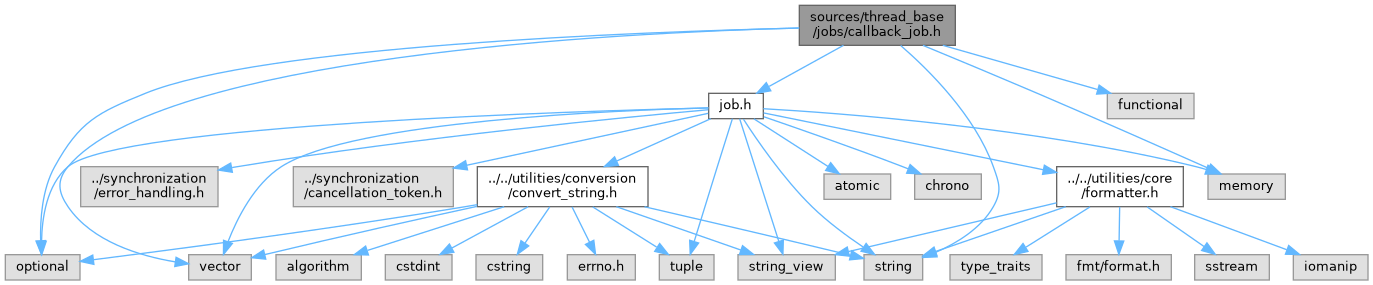 sources/thread_base
/jobs/callback_job.h
job.h
functional
../synchronization
/error_handling.h
../synchronization
/cancellation_token.h
../../utilities/conversion
/convert_string.h
atomic
chrono
../../utilities/core
/formatter.h
memory
optional
vector
algorithm
cstdint
cstring
errno.h
tuple
string_view
string
type_traits
fmt/format.h
sstream
iomanip